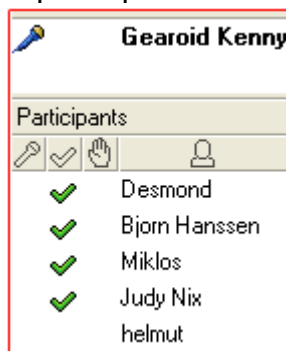 Gearoid Kenny
Participants
Desmond
Bjorn Hanssen
Miklos
Judy Nix
helmut